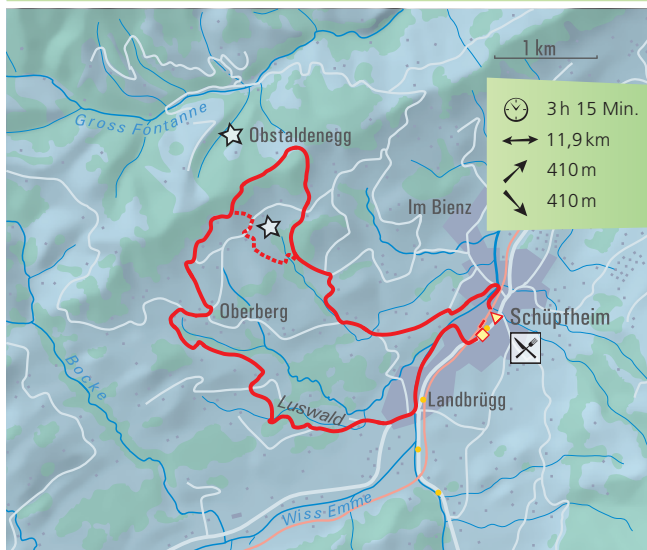 1 km
3 h 15 Min.
11,9 km
410 m
410 m
Gross Fontanne
Obstaldenegg
Im Bienz
Oberberg
Schüpfheim
Bocke
Luswald
Landbrügg
Wiss Emme